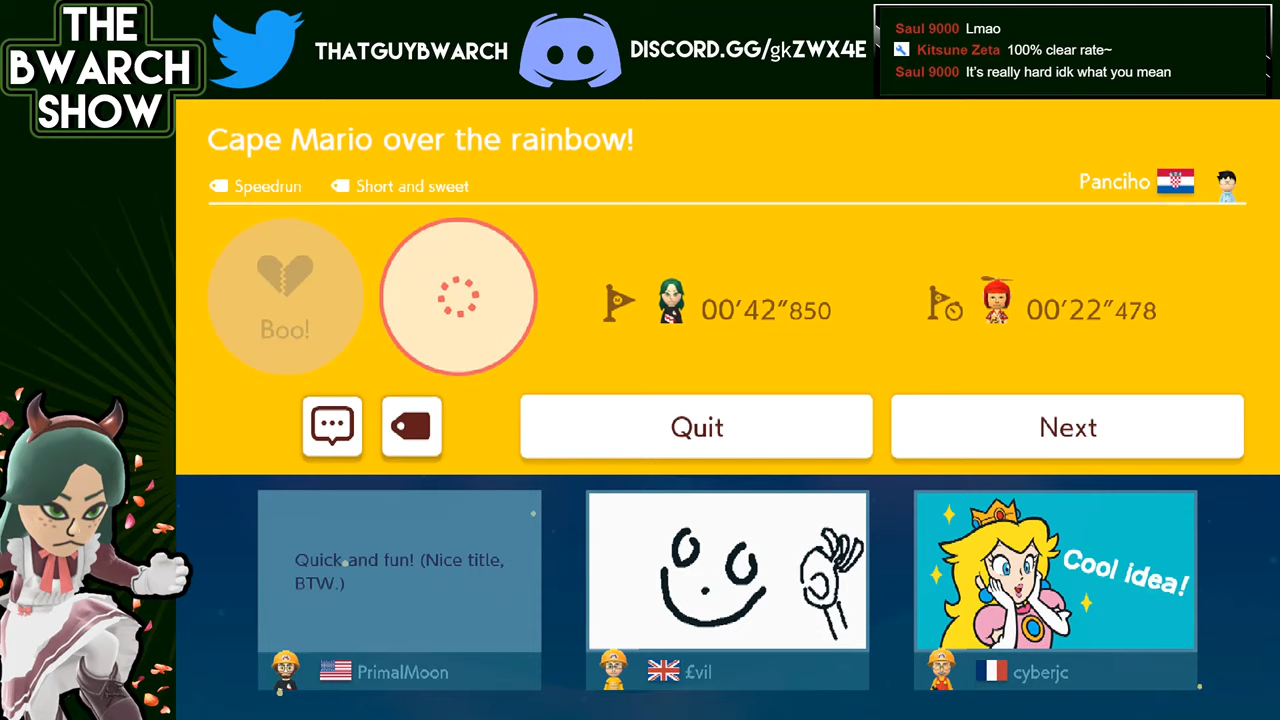 THE
BWARCH
SHOW
THATGUYBWARCH
DISCORD.GG/gkZWX4E
Saul 9000 Lmao
Kitsune Zeta 100% clear rate~
Saul 9000 It's really hard idk what you mean
Cape Mario over the rainbow!
Speedrun
Short and sweet
Panciho
Boo!
00'42"850
00'22"478
Quit
Next
Quick and fun! (Nice title,
BTW.)
Cool idea!
PrimalMoon
£vil
cyberjc